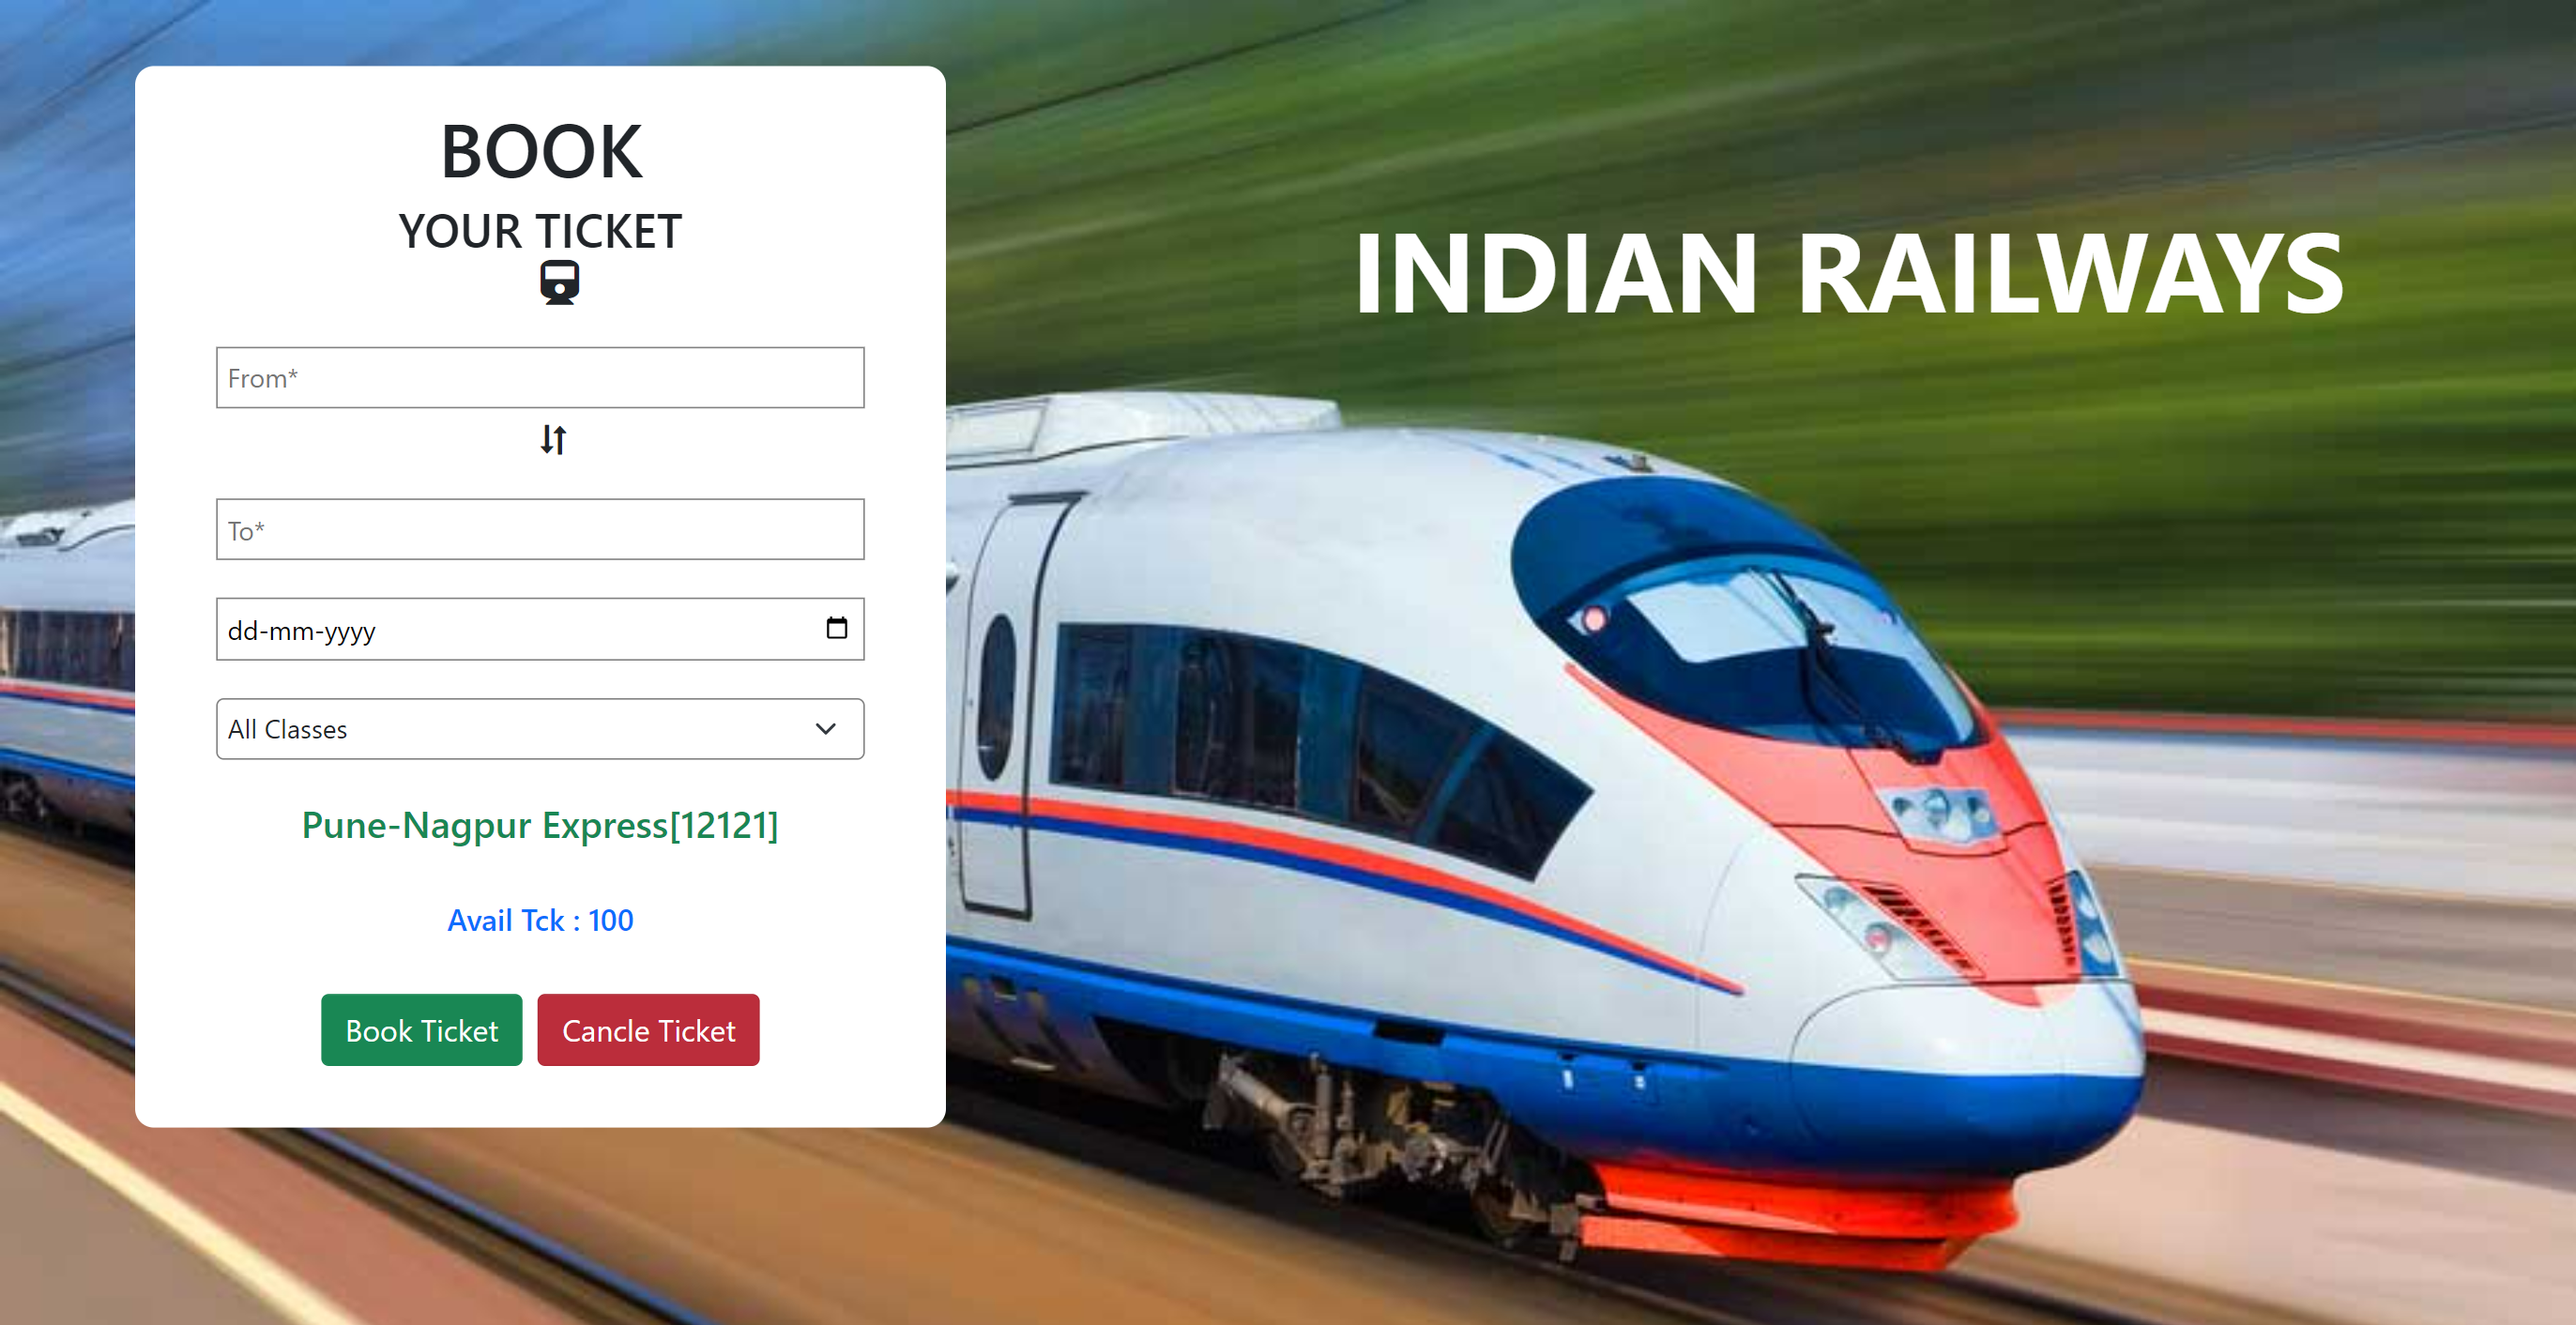 BOOK
YOUR TICKET
From*
To*
dd-mm-yyyy
All Classes
Pune-Nagpur Express[12121]
Avail Tck : 100
Book Ticket
Cancle Ticket
INDIAN RAILWAYS